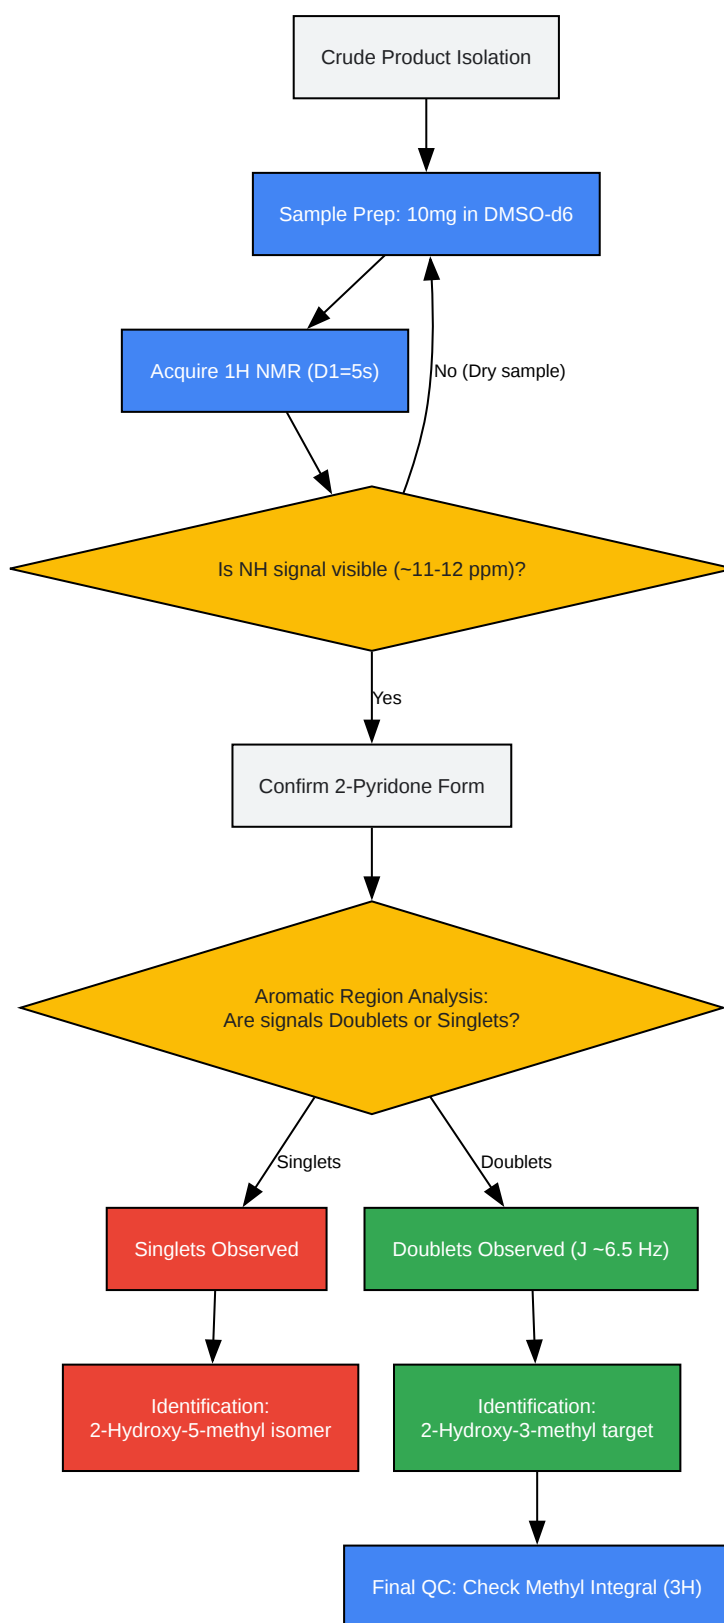 Crude Product Isolation
Sample Prep: 10mg in DMSO-d6
Acquire 1H NMR (D1=5s)
No (Dry sample)
Is NH signal visible (~11-12 ppm)?
Yes
Confirm 2-Pyridone Form
Aromatic Region Analysis:
Are signals Doublets or Singlets?
Singlets
Doublets
Singlets Observed
Doublets Observed (J ~6.5 Hz)
Identification:
2-Hydroxy-5-methyl isomer
Identification:
2-Hydroxy-3-methyl target
Final QC: Check Methyl Integral (3H)